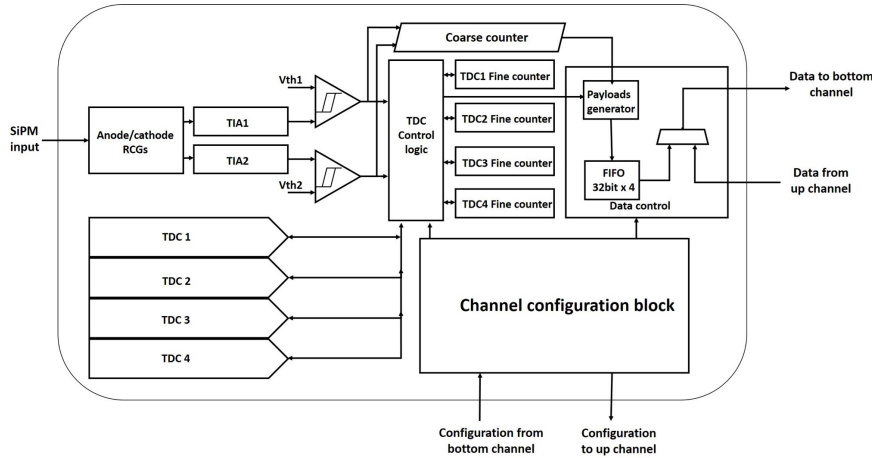 Coarse counter
Vth1
TDC1 Fine counter
Payloads
generator
Data to bottom
channel
SiPM
input
Anode/cathode
RCGs
TIA1
TIA2
TDC
Control
logic
TDC2 Fine counter
TDC3 Fine counter
TDC4 Fine counter
Vth2
FIFO
32bit x 4
Data control
Data from
up channel
TDC 1
TDC 2
TDC 3
TDC 4
Channel configuration block
Configuration from
bottom channel
Configuration
to up channel